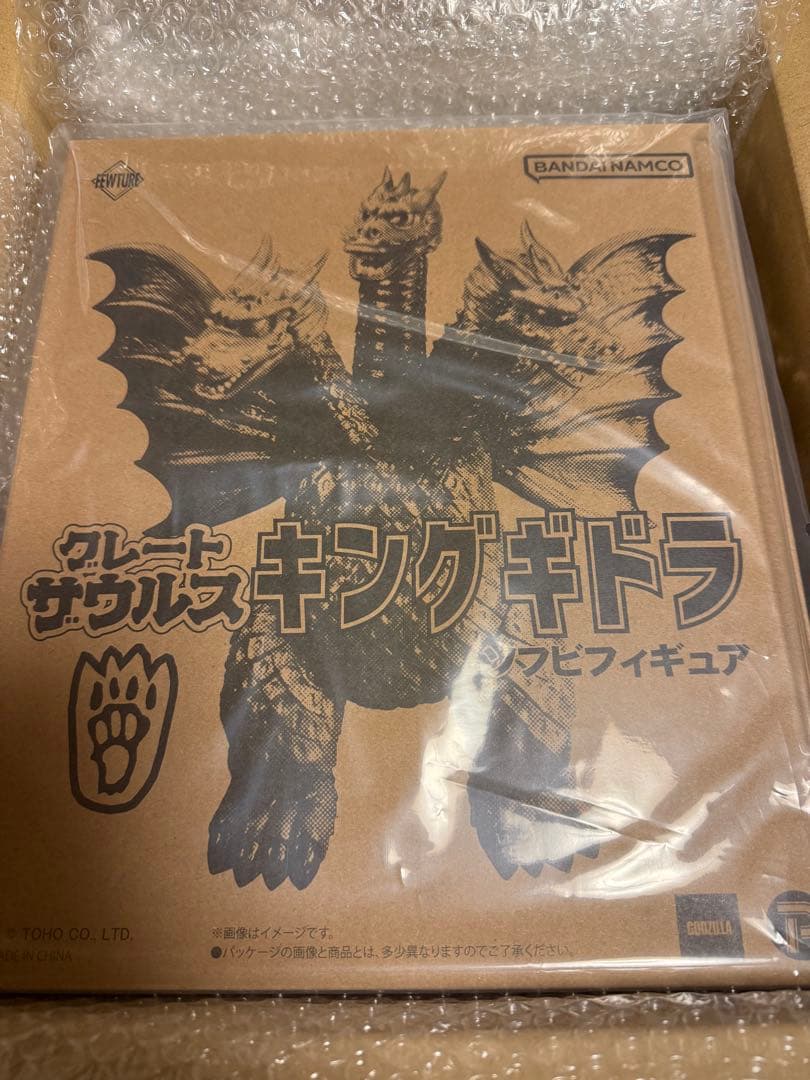 EEWTURE
BANDAI NAMCO
グレート
ザウルス
キングギドラ
ソフビフィギュア
© TOHO CO., LTD.
MADE IN CHINA
※画像はイメージです。
●パッケージの画像と商品とは、多少異なりますのでご了承ください。
GODZILLA